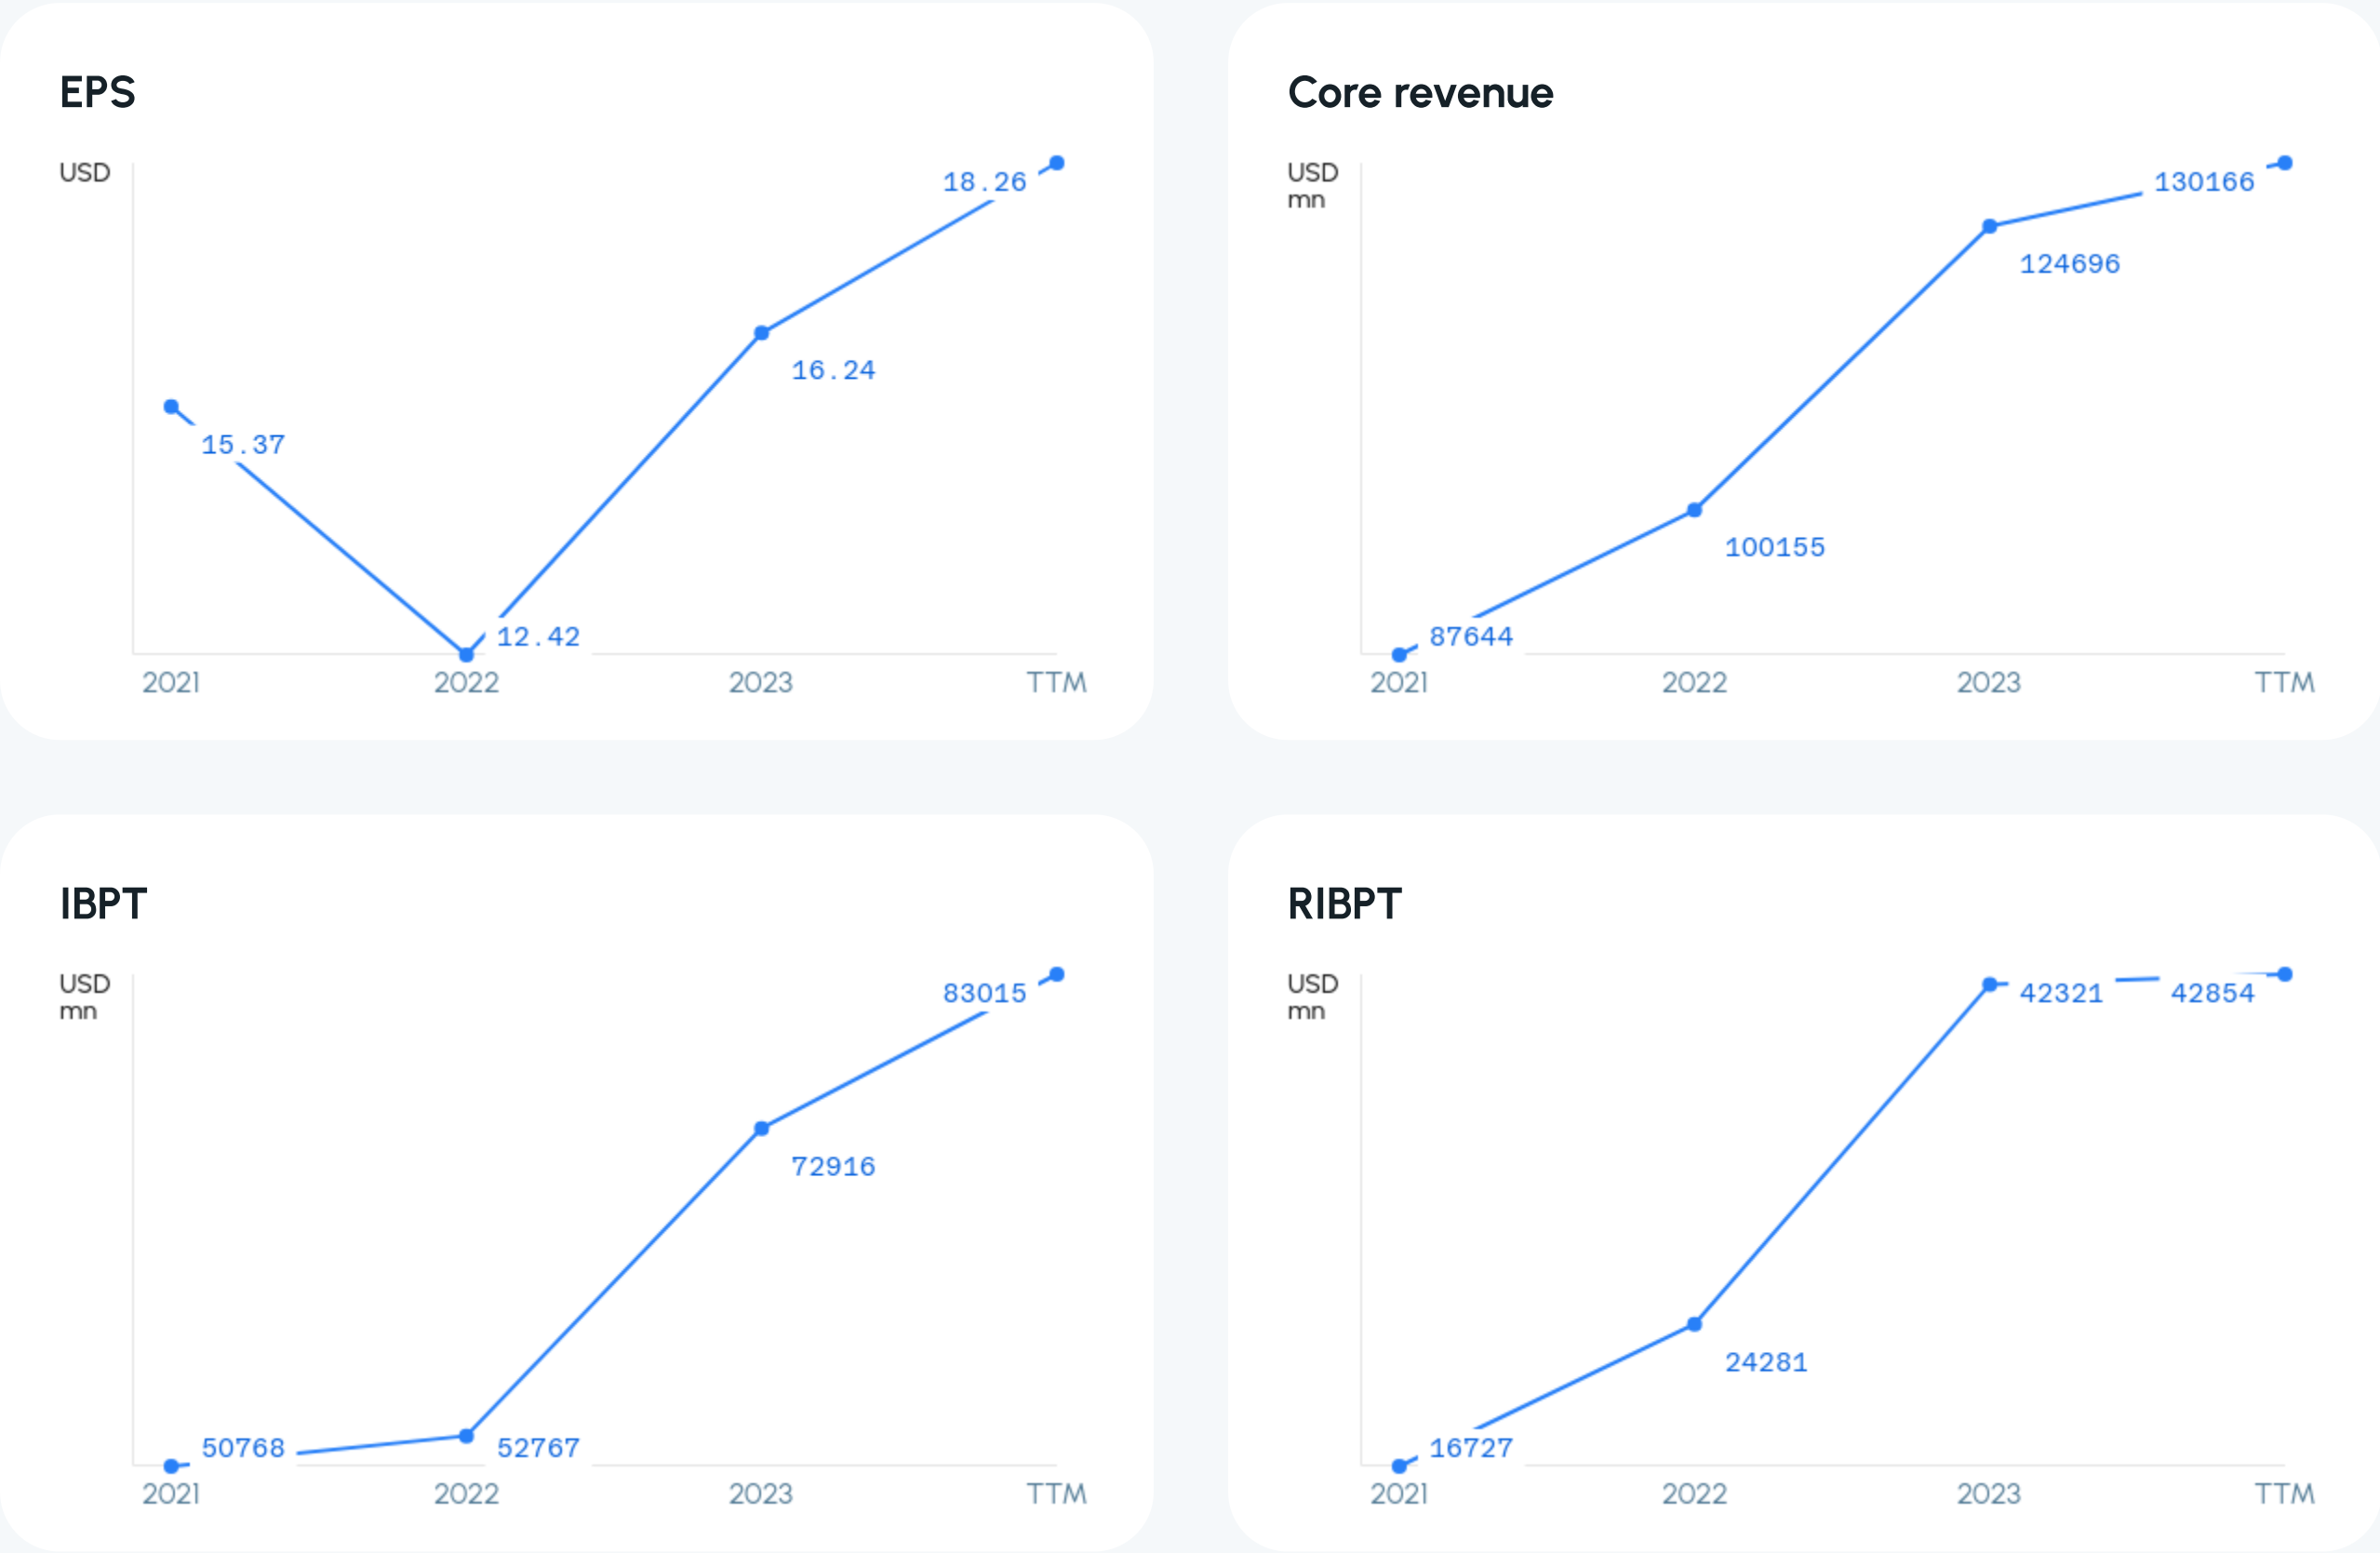 EPS
USD
18.26
16.24
15.37
12.42
2021 2022 2023 TTM
Core revenue
USD
mn
130166
124696
100155
87644
2021 2022 2023 TTM
IBPT
USD
mn
83015
72916
50768 52767
2021 2022 2023 TTM
RIBPT
USD
mn
42321 42854
24281
16727
2021 2022 2023 TTM